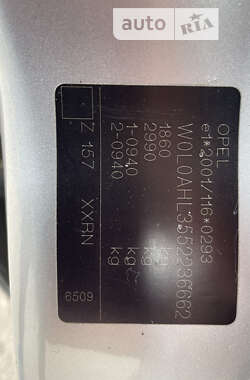 auto RIA
OPEL
e1*2001/116*0293
W0L0AHL3552236662
1860 kg
2990 kg
1-0940 kg
2-0940 kg
Z 157 XXRN
6509